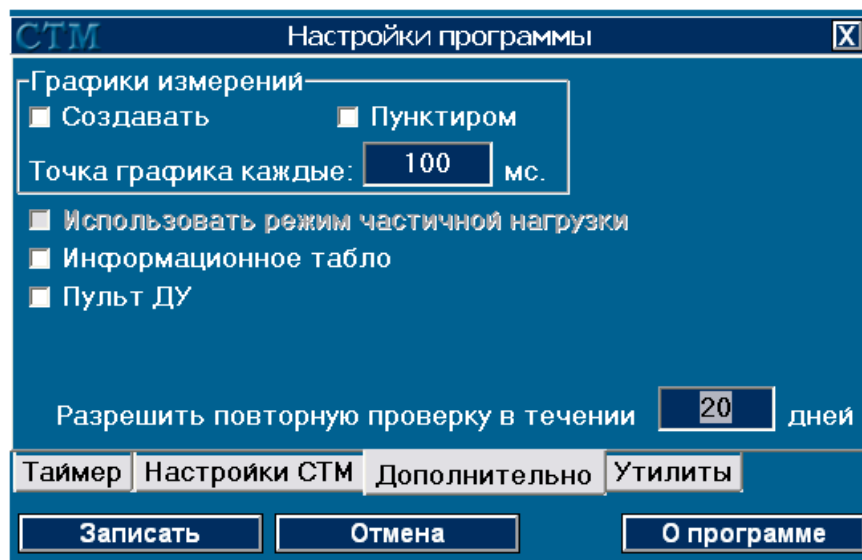 СТМ Настройки программы X
Графики измерений
Создавать Пунктиром
Точка графика каждые: 100 мс.
Использовать режим частичной нагрузки
Информационное табло
Пульт ДУ
Разрешить повторную проверку в течении 20 дней
Таймер Настройки СТМ Дополнительно Утилиты
Записать Отмена О программе